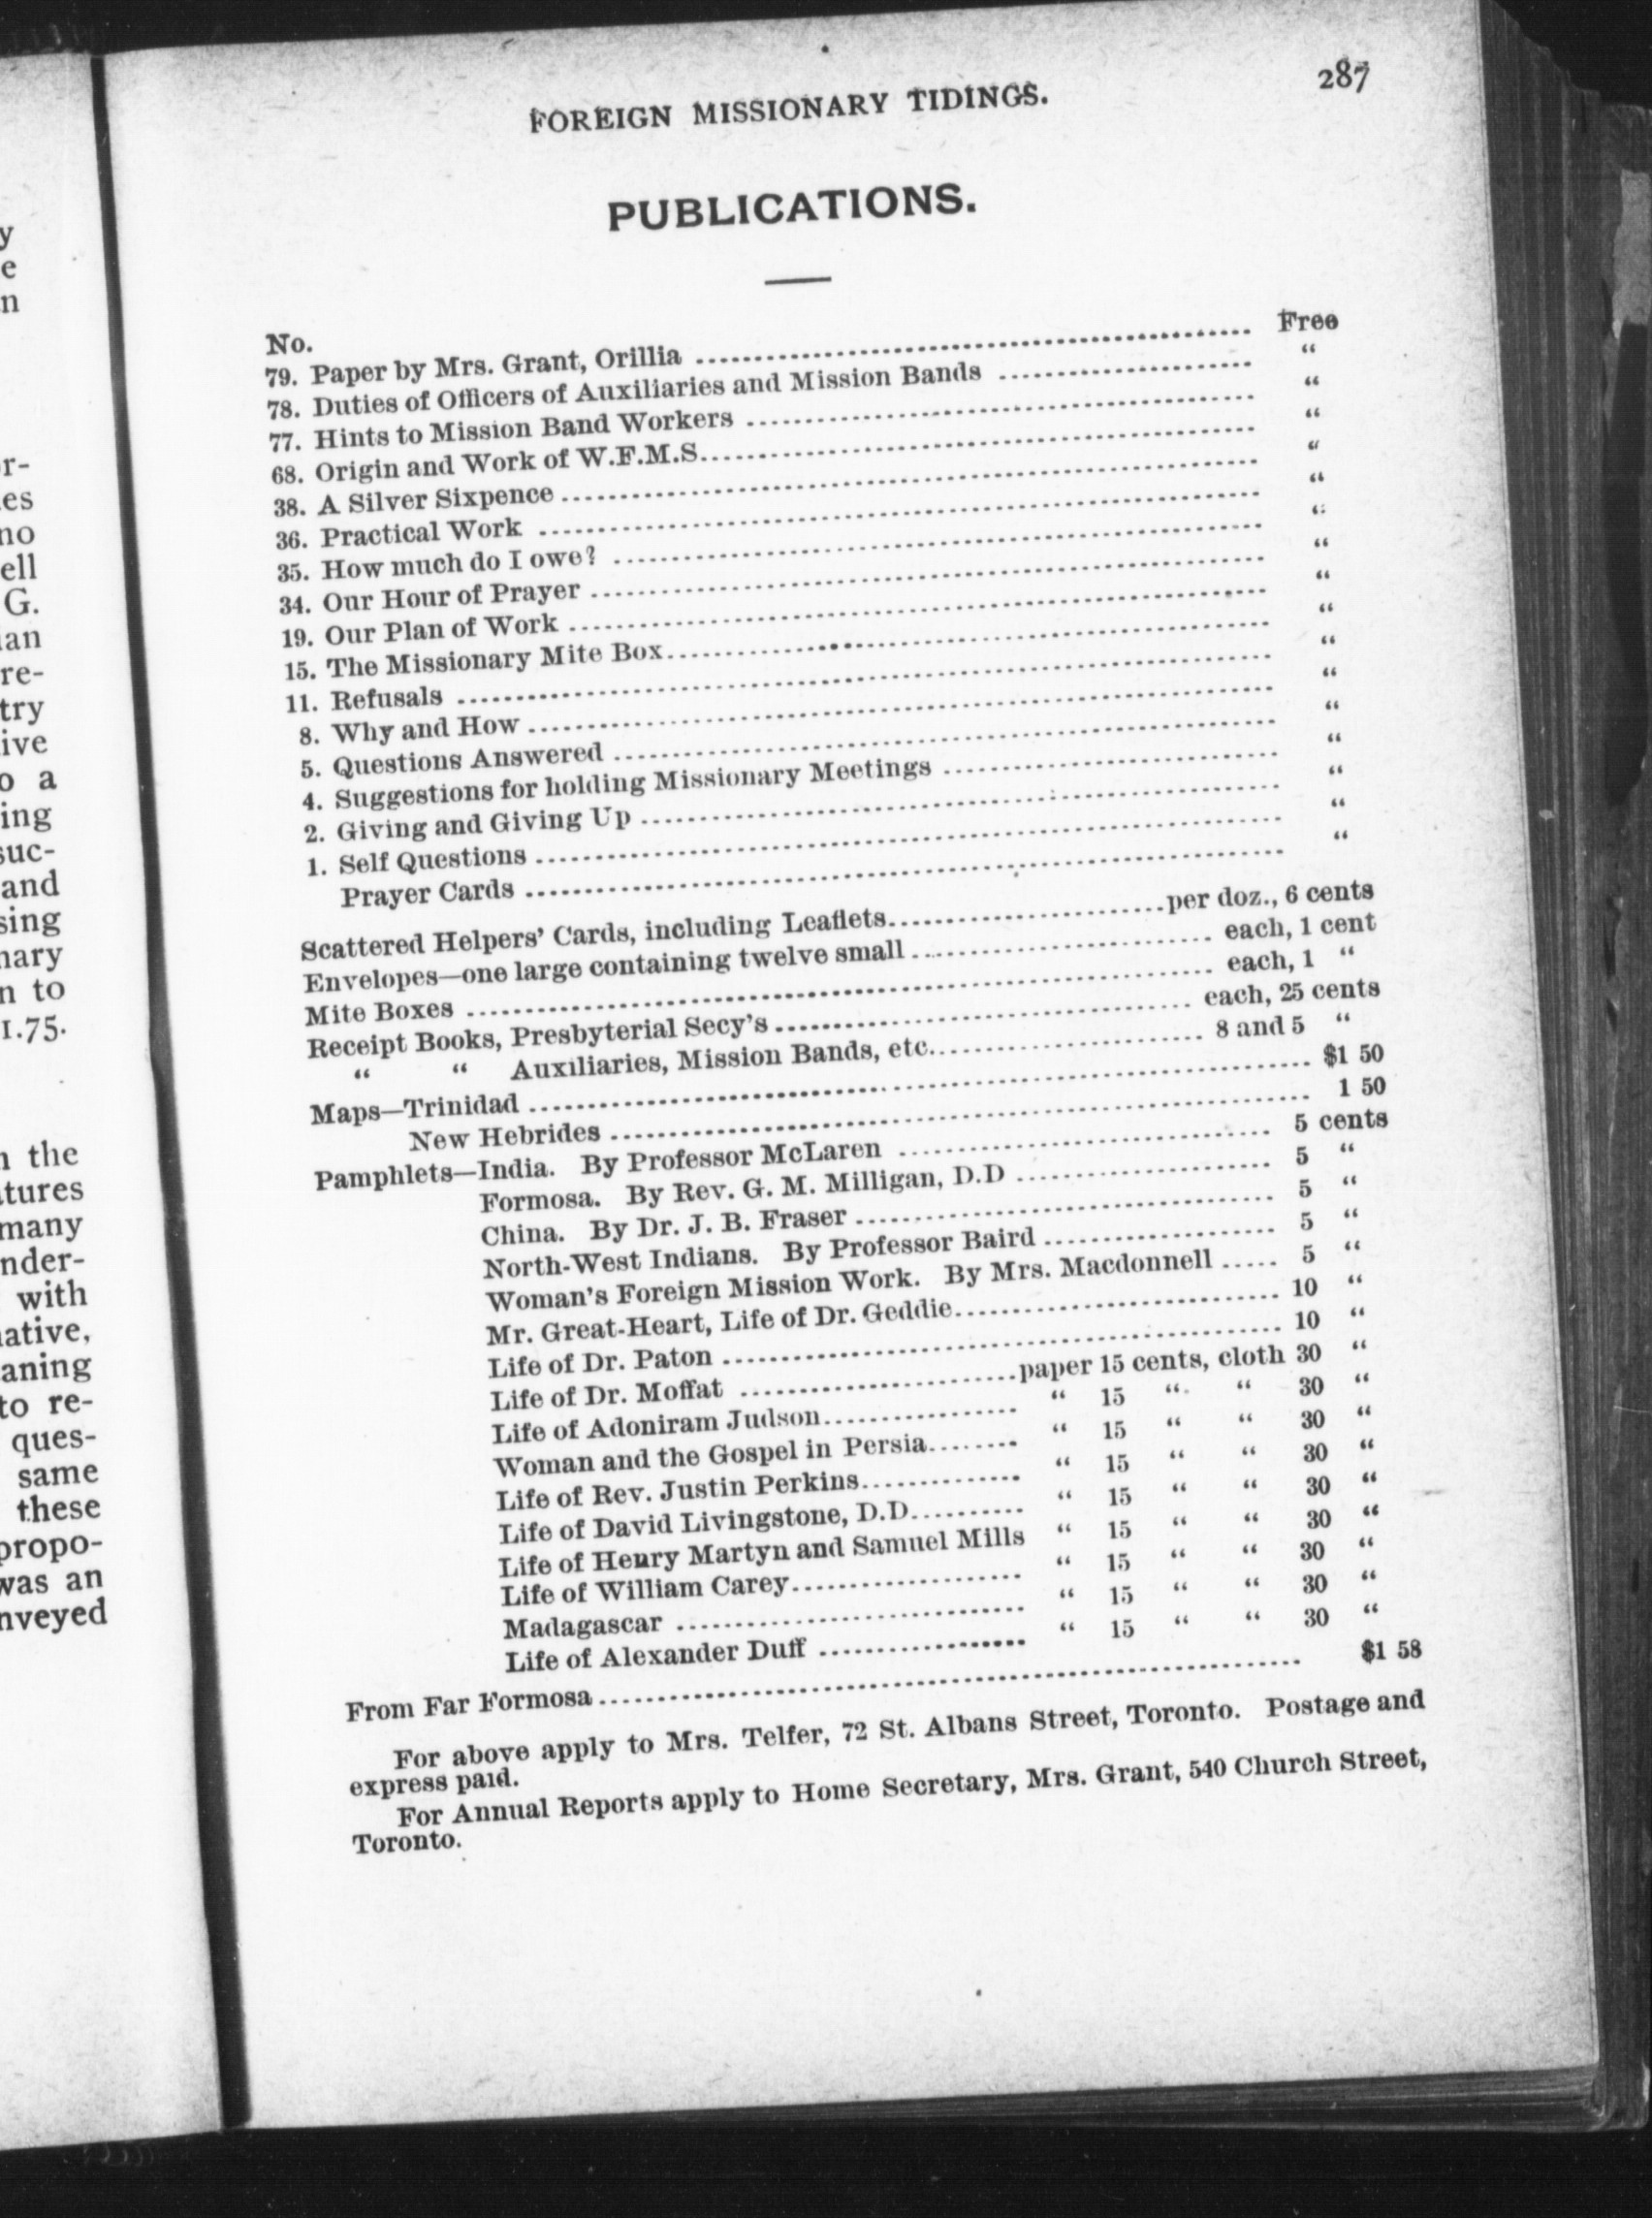 FOREIGN MISSIONARY TIDINGS. 287
PUBLICATIONS.
No.
79. Paper by Mrs. Grant, Orillia ........ Free
78. Duties of Officers of Auxiliaries and Mission Bands ........ “
77. Hints to Mission Band Workers ........ “
68. Origin and Work of W.F.M.S........ “
38. A Silver Sixpence ........ “
36. Practical Work ........ “
35. How much do I owe? ........ “
34. Our Hour of Prayer ........ “
19. Our Plan of Work ........ “
15. The Missionary Mite Box........ “
11. Refusals ........ “
8. Why and How ........ “
5. Questions Answered ........ “
4. Suggestions for holding Missionary Meetings ........ “
2. Giving and Giving Up ........ “
1. Self Questions ........ “
Prayer Cards ........ “
Scattered Helpers’ Cards, including Leaflets........per doz., 6 cents
Envelopes—one large containing twelve small ........ each, 1 cent
Mite Boxes ........ each, 1 “
Receipt Books, Presbyterial Secy’s........ each, 25 cents
“ “ Auxiliaries, Mission Bands, etc........ 8 and 5 “
Maps—Trinidad ........ $1 50
New Hebrides ........ 1 50
Pamphlets—India. By Professor McLaren ........ 5 cents
Formosa. By Rev. G. M. Milligan, D.D ........ 5 “
China. By Dr. J. B. Fraser ........ 5 “
North-West Indians. By Professor Baird ........ 5 “
Woman’s Foreign Mission Work. By Mrs. Macdonnell ..... 5 “
Mr. Great-Heart, Life of Dr. Geddie........ 10 “
Life of Dr. Paton ........ 10 “
Life of Dr. Moffat ........paper 15 cents, cloth 30 “
Life of Adoniram Judson........ “ 15 “ “ 30 “
Woman and the Gospel in Persia........ “ 15 “ “ 30 “
Life of Rev. Justin Perkins........ “ 15 “ “ 30 “
Life of David Livingstone, D.D........ “ 15 “ “ 30 “
Life of Henry Martyn and Samuel Mills “ 15 “ “ 30 “
Life of William Carey........ “ 15 “ “ 30 “
Madagascar ........ “ 15 “ “ 30 “
Life of Alexander Duff ........ “ 15 “ “ 30 “
From Far Formosa ........ $1 58
For above apply to Mrs. Telfer, 72 St. Albans Street, Toronto. Postage and
express paid.
For Annual Reports apply to Home Secretary, Mrs. Grant, 540 Church Street,
Toronto.